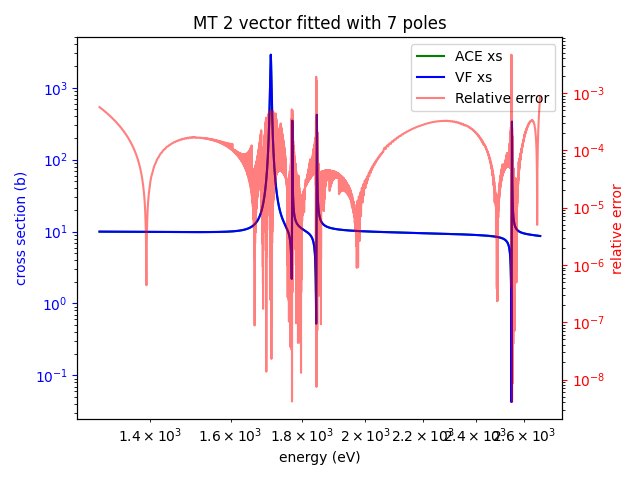 MT 2 vector fitted with 7 poles
ACE xs
VF xs
Relative error
10³
10²
10¹
10⁰
10⁻¹
cross section (b)
10⁻³
10⁻⁴
10⁻⁵
10⁻⁶
10⁻⁷
10⁻⁸
relative error
1.4 × 10³ 1.6 × 10³ 1.8 × 10³ 2 × 10³ 2.2 × 10³ 2.4 × 10³ 2.6 × 10³
energy (eV)